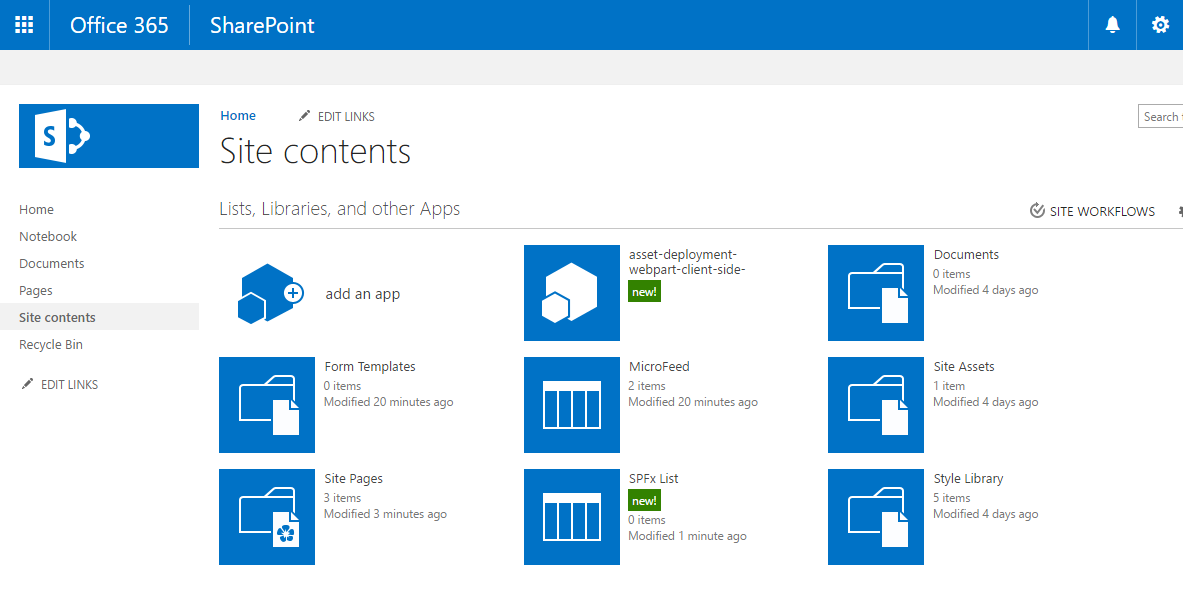 Office 365
SharePoint
S
Home
EDIT LINKS
Search
Site contents
Home
Notebook
Documents
Pages
Site contents
Recycle Bin
EDIT LINKS
Lists, Libraries, and other Apps
SITE WORKFLOWS
add an app
asset-deployment-
webpart-client-side-
new!
Documents
0 items
Modified 4 days ago
Form Templates
0 items
Modified 20 minutes ago
MicroFeed
2 items
Modified 20 minutes ago
Site Assets
1 item
Modified 4 days ago
Site Pages
3 items
Modified 3 minutes ago
SPFx List
new!
0 items
Modified 1 minute ago
Style Library
5 items
Modified 4 days ago